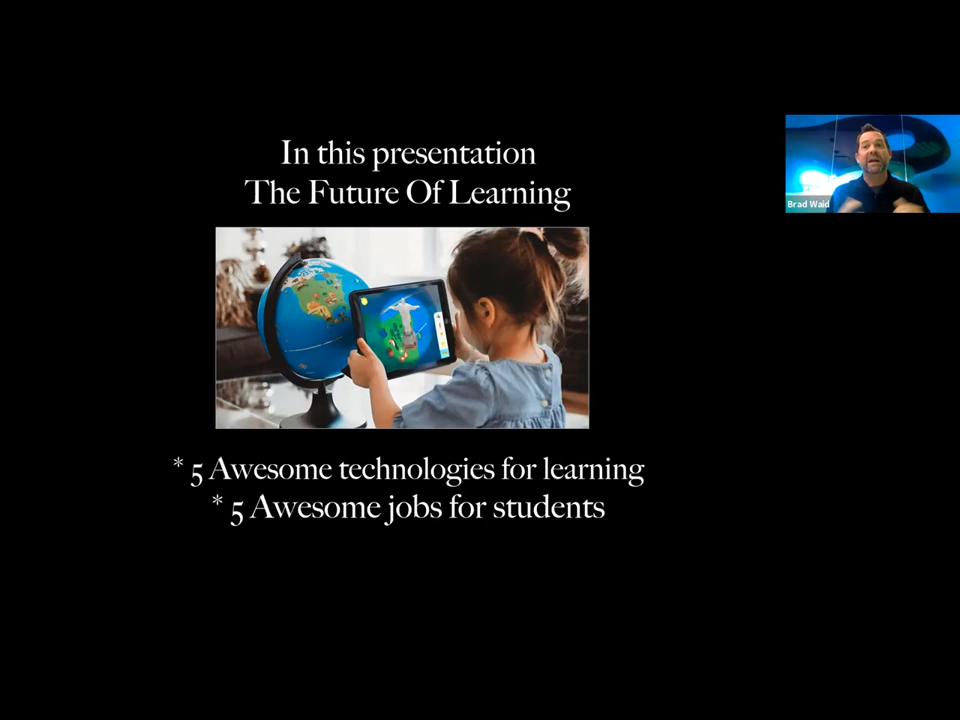 In this presentation
The Future Of Learning
Brad Waid
* 5 Awesome technologies for learning
* 5 Awesome jobs for students